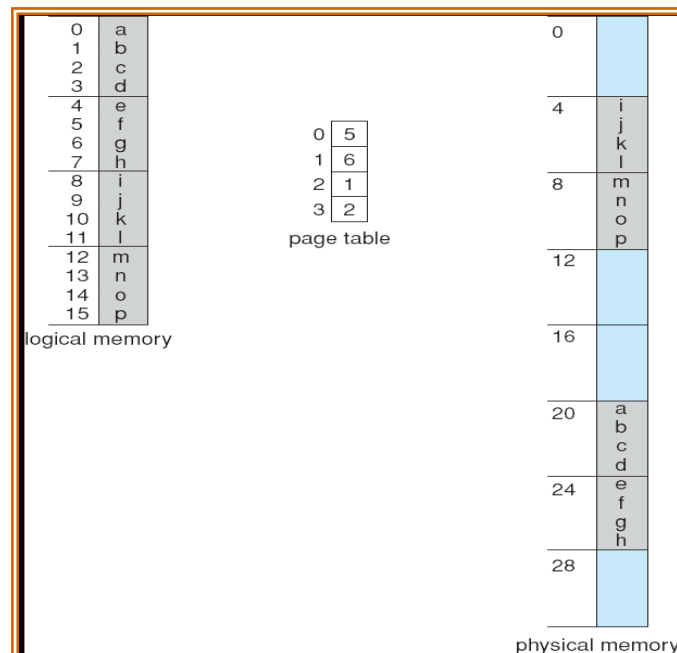 0 a
1 b
2 c
3 d
4 e
5 f
6 g
7 h
8 i
9 j
10 k
11 l
12 m
13 n
14 o
15 p
logical memory
0 5
1 6
2 1
3 2
page table
0
4 i
j
k
l
8 m
n
o
p
12
16
20 a
b
c
d
24 e
f
g
h
28
physical memory